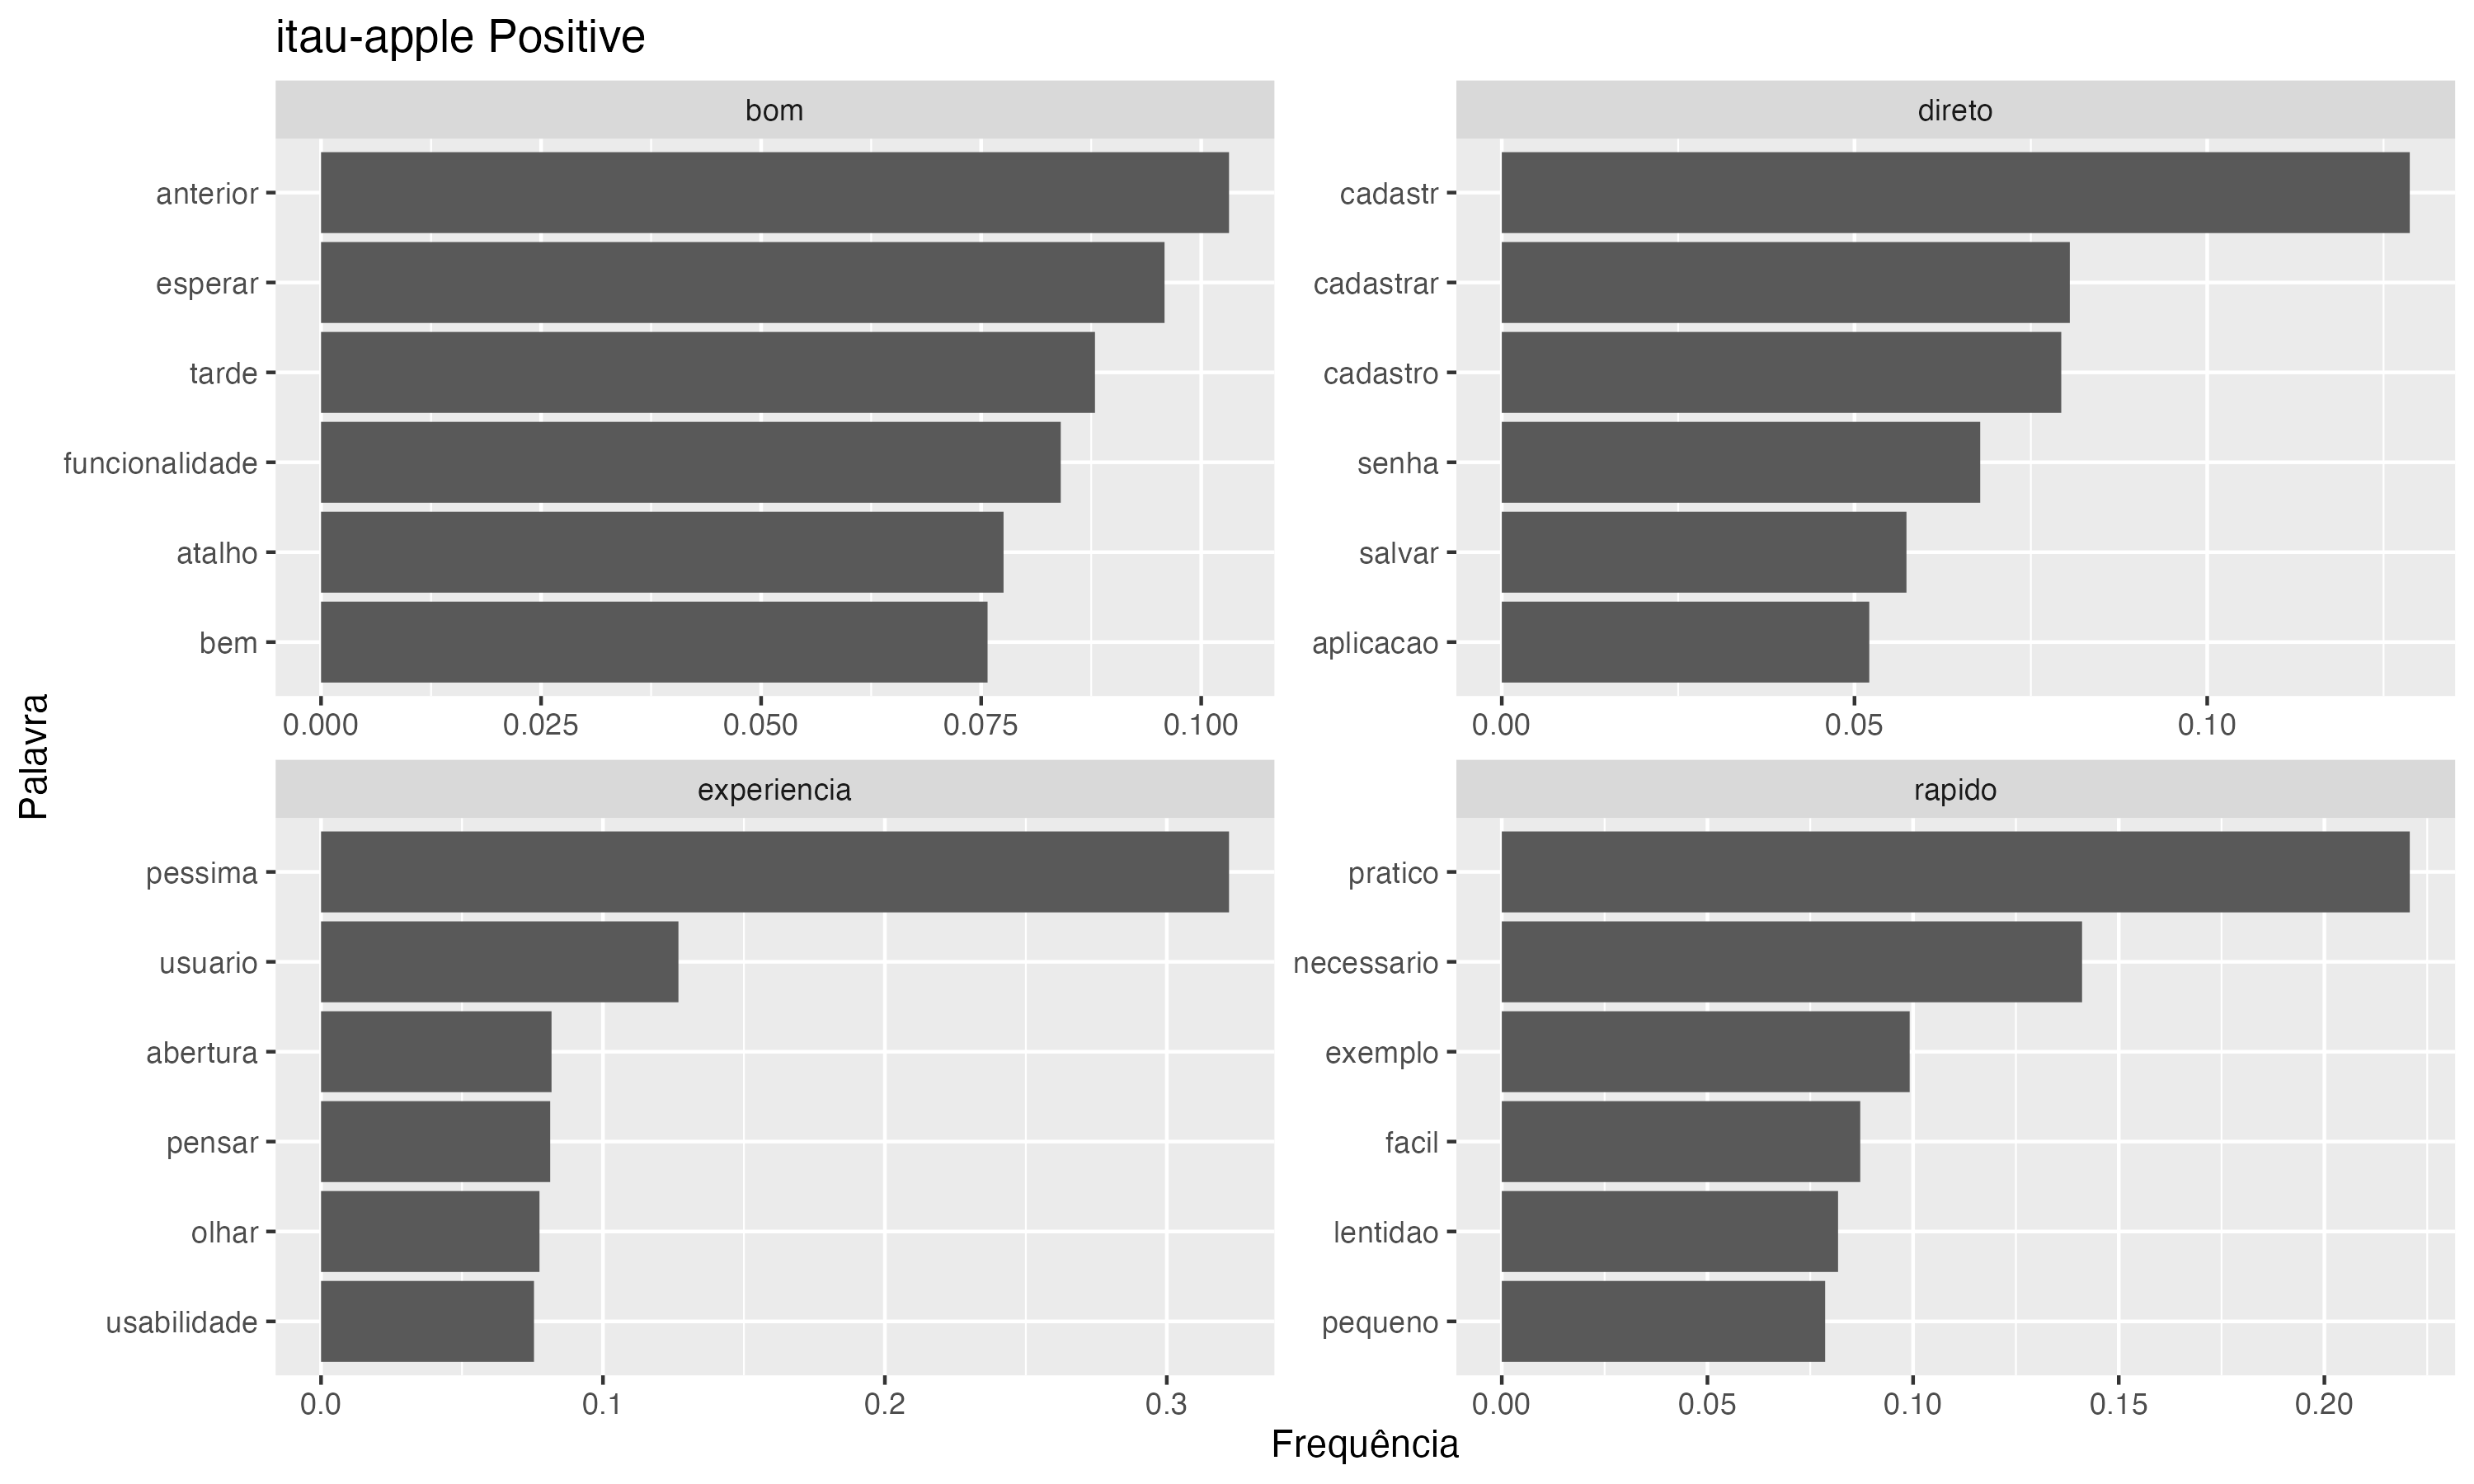 itau-apple Positive
bom
anterior
esperar
tarde
funcionalidade
atalho
bem
0.000 0.025 0.050 0.075 0.100
direto
cadastr
cadastrar
cadastro
senha
salvar
aplicacao
0.00 0.05 0.10
Palavra
experiencia
pessima
usuario
abertura
pensar
olhar
usabilidade
0.0 0.1 0.2 0.3
rapido
pratico
necessario
exemplo
facil
lentidao
pequeno
0.00 0.05 0.10 0.15 0.20
Frequência